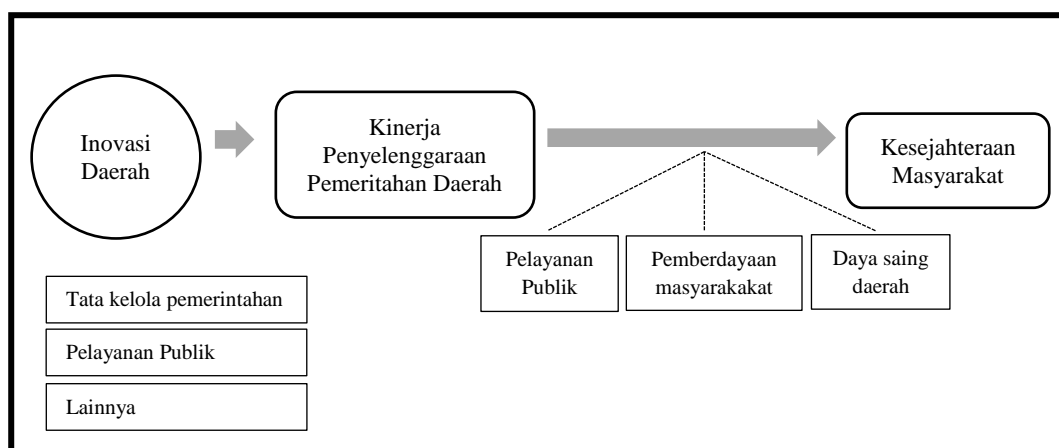 Inovasi
Daerah
Kinerja
Penyelenggaraan
Pemeritahan Daerah
Kesejahteraan
Masyarakat
Pelayanan
Publik
Pemberdayaan
masyarakakat
Daya saing
daerah
Tata kelola pemerintahan
Pelayanan Publik
Lainnya